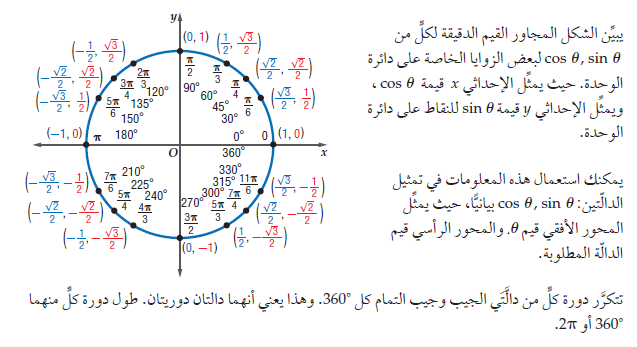 يبيِّن الشكل المجاور القيم الدقيقة لكلٍّ من
cos θ, sin θ لبعض الزوايا الخاصة على دائرة
الوحدة. حيث يمثِّل الإحداثي x قيمة cos θ ،
ويمثِّل الإحداثي y قيمة sin θ للنقاط على دائرة
الوحدة.
يمكنك استعمال هذه المعلومات في تمثيل
الدالّتين: cos θ, sin θ بيانيًّا، حيث يمثِّل
المحور الأفقي قيم θ. والمحور الرأسي قيم
الدالّة المطلوبة.
y
(0, 1)
(1/2, √3/2)
(√2/2, √2/2)
(√3/2, 1/2)
(1, 0)
(√3/2, −1/2)
(√2/2, −√2/2)
(1/2, −√3/2)
(0, −1)
(−1/2, −√3/2)
(−√2/2, −√2/2)
(−√3/2, −1/2)
(−1, 0)
(−√3/2, 1/2)
(−√2/2, √2/2)
(−1/2, √3/2)
π/2 90°
π/3 60°
π/4 45°
π/6 30°
0 0°
360°
11π/6 330°
7π/4 315°
5π/3 300°
3π/2 270°
4π/3 240°
5π/4 225°
7π/6 210°
π 180°
5π/6 150°
3π/4 135°
2π/3 120°
O
x
تتكرَّر دورة كلٍّ من دالَّتَي الجيب وجيب التمام كل 360°. وهذا يعني أنهما دالتان دوريتان. طول دورة كلٍّ منهما
360° أو 2π.